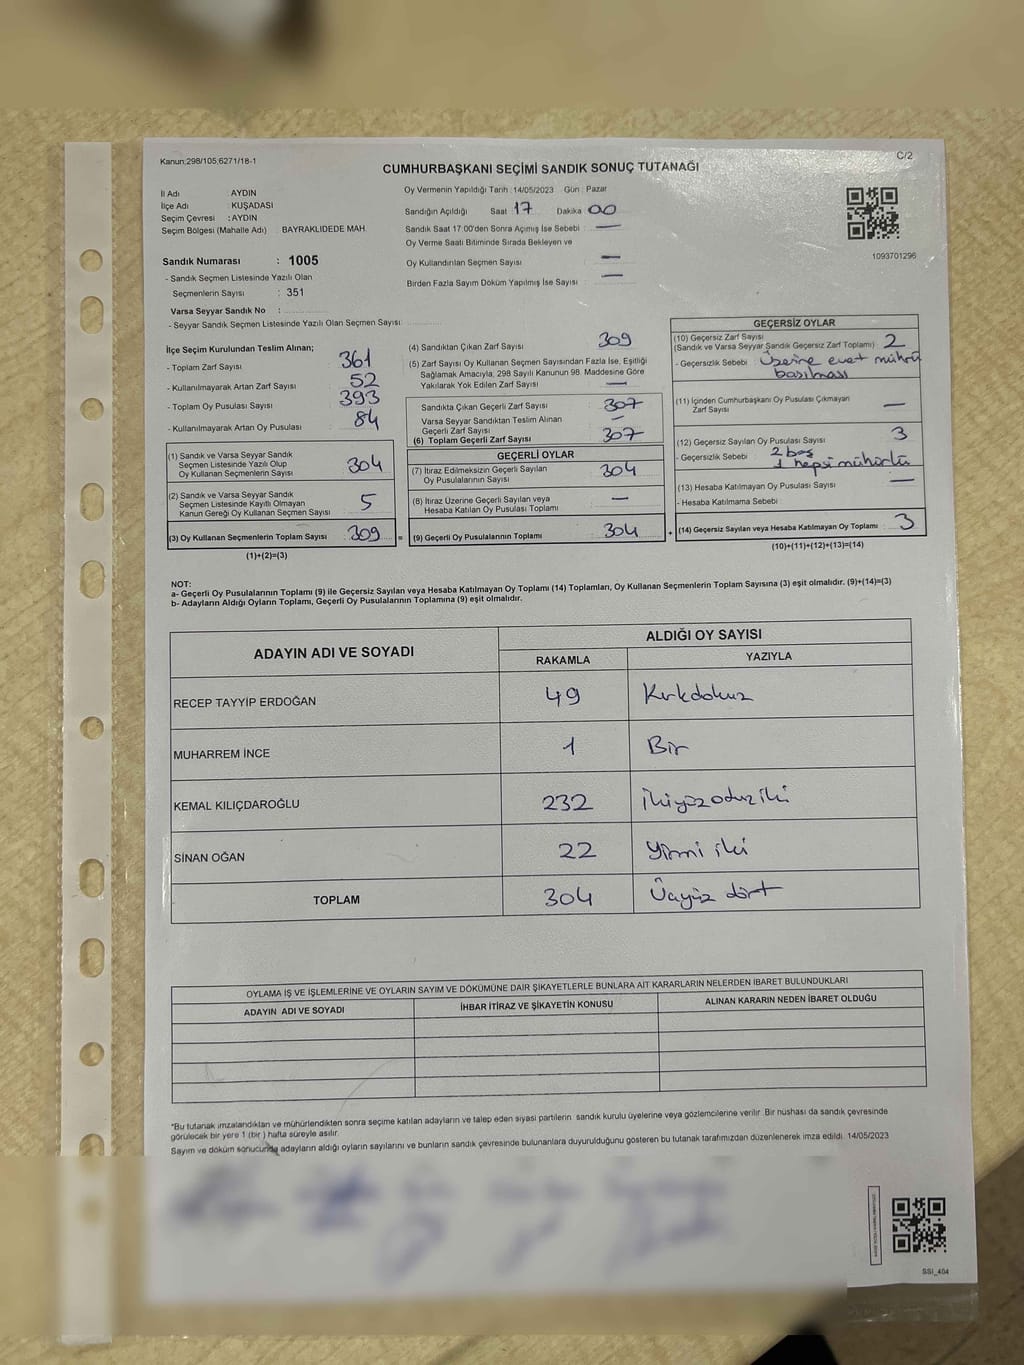 Kanun;298/105;6271/18-1
C/2
CUMHURBAŞKANI SEÇİMİ SANDIK SONUÇ TUTANAĞI
İl Adı : AYDIN
İlçe Adı : KUŞADASI
Seçim Çevresi : AYDIN
Seçim Bölgesi (Mahalle Adı) BAYRAKLIDEDE MAH.
Sandık Numarası : 1005
- Sandık Seçmen Listesinde Yazılı Olan
Seçmenlerin Sayısı : 351
Varsa Seyyar Sandık No :
- Seyyar Sandık Seçmen Listesinde Yazılı Olan Seçmen Sayısı:
Oy Vermenin Yapıldığı Tarih : 14/05/2023 Gün : Pazar
Sandığın Açıldığı Saat 17 Dakika 00
Sandık Saat 17.00'den Sonra Açımış İse Sebebi —
Oy Verme Saati Bitiminde Sırada Bekleyen ve
Oy Kullandırılan Seçmen Sayısı —
Birden Fazla Sayım Döküm Yapılmış İse Sayısı —
1093701296
İlçe Seçim Kurulundan Teslim Alınan;
- Toplam Zarf Sayısı 361
- Kullanılmayarak Artan Zarf Sayısı 52
- Toplam Oy Pusulası Sayısı 393
- Kullanılmayarak Artan Oy Pusulası 84
(1) Sandık ve Varsa Seyyar Sandık
Seçmen Listesinde Yazılı Olup
Oy Kullanan Seçmenlerin Sayısı 304
(2) Sandık ve Varsa Seyyar Sandık
Seçmen Listesinde Kayıtlı Olmayan
Kanun Gereği Oy Kullanan Seçmen Sayısı 5
(3) Oy Kullanan Seçmenlerin Toplam Sayısı 309 =
(1)+(2)=(3)
(4) Sandıktan Çıkan Zarf Sayısı 309
(5) Zarf Sayısı Oy Kullanan Seçmen Sayısından Fazla İse, Eşitliği
Sağlamak Amacıyla, 298 Sayılı Kanunun 98. Maddesine Göre
Yakılarak Yok Edilen Zarf Sayısı —
Sandıkta Çıkan Geçerli Zarf Sayısı 307
Varsa Seyyar Sandıktan Teslim Alınan
Geçerli Zarf Sayısı —
(6) Toplam Geçerli Zarf Sayısı 307
GEÇERLİ OYLAR
(7) İtiraz Edilmeksizin Geçerli Sayılan
Oy Pusulalarının Sayısı 304
(8) İtiraz Üzerine Geçerli Sayılan veya
Hesaba Katılan Oy Pusulası Toplamı —
(9) Geçerli Oy Pusulalarının Toplamı 304 +
GEÇERSİZ OYLAR
(10) Geçersiz Zarf Sayısı
(Sandık ve Varsa Seyyar Sandık Geçersiz Zarf Toplamı) 2
- Geçersizlik Sebebi : Üzerine evet mührü
basılması
(11) İçinden Cumhurbaşkanı Oy Pusulası Çıkmayan
Zarf Sayısı —
(12) Geçersiz Sayılan Oy Pusulası Sayısı 3
- Geçersizlik Sebebi : 2 boş
1 hepsi mühürlü
(13) Hesaba Katılmayan Oy Pusulası Sayısı —
- Hesaba Katılmama Sebebi
(14) Geçersiz Sayılan veya Hesaba Katılmayan Oy Toplamı 3
(10)+(11)+(12)+(13)=(14)
NOT:
a- Geçerli Oy Pusulalarının Toplamı (9) ile Geçersiz Sayılan veya Hesaba Katılmayan Oy Toplamı (14) Toplamları, Oy Kullanan Seçmenlerin Toplam Sayısına (3) eşit olmalıdır. (9)+(14)=(3)
b- Adayların Aldığı Oyların Toplamı, Geçerli Oy Pusulalarının Toplamına (9) eşit olmalıdır.
ADAYIN ADI VE SOYADI
ALDIĞI OY SAYISI
RAKAMLA YAZIYLA
RECEP TAYYİP ERDOĞAN 49 Kırkdokuz
MUHARREM İNCE 1 Bir
KEMAL KILIÇDAROĞLU 232 İkiyüzotuziki
SİNAN OĞAN 22 Yirmi iki
TOPLAM 304 Üçyüz dört
OYLAMA İŞ VE İŞLEMLERİNE VE OYLARIN SAYIM VE DÖKÜMÜNE DAİR ŞİKAYETLERLE BUNLARA AİT KARARLARIN NELERDEN İBARET BULUNDUKLARI
ADAYIN ADI VE SOYADI İHBAR İTİRAZ VE ŞİKAYETİN KONUSU ALINAN KARARIN NEDEN İBARET OLDUĞU
*Bu tutanak imzalandıktan ve mühürlendikten sonra seçime katılan adayların ve talep eden siyasi partilerin sandık kurulu üyelerine veya gözlemcilerine verilir. Bir nüshası da sandık çevresinde
görülecek bir yere 1 (bir) hafta süreyle asılır.
Sayım ve döküm sonucunda adayların aldığı oyların sayılarını ve bunların sandık çevresinde bulunanlara duyurulduğunu gösteren bu tutanak tarafımızdan düzenlenerek imza edildi. 14/05/2023
SSI_404